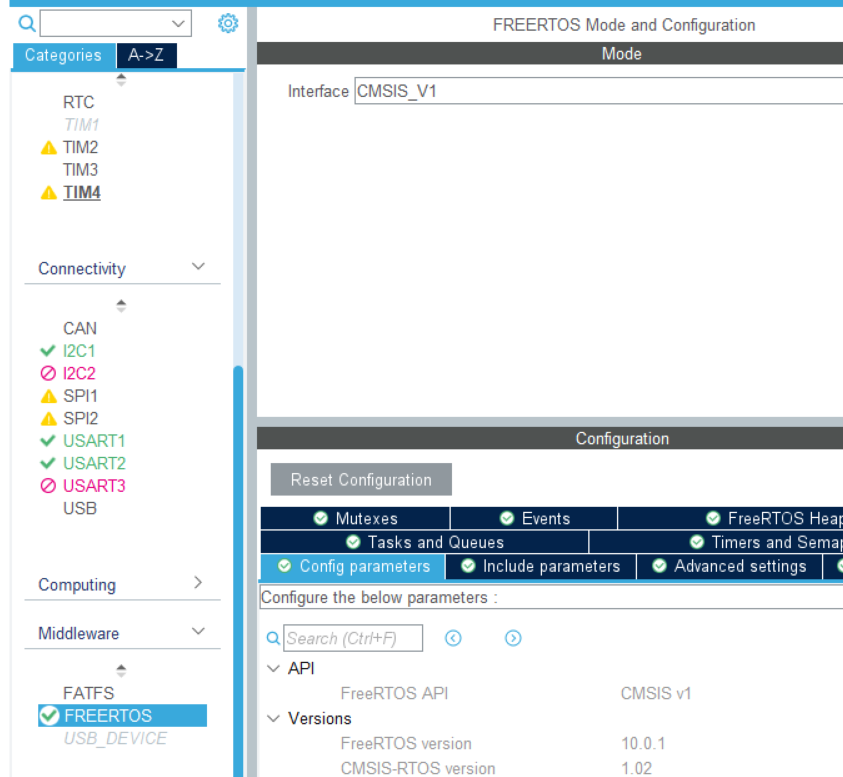 FREERTOS Mode and Configuration
Categories A->Z
Mode
Interface CMSIS_V1
RTC
TIM1
TIM2
TIM3
TIM4
Connectivity
CAN
I2C1
I2C2
SPI1
SPI2
USART1
USART2
USART3
USB
Computing
Middleware
FATFS
FREERTOS
USB_DEVICE
Configuration
Reset Configuration
Mutexes Events FreeRTOS Heap
Tasks and Queues Timers and Semap
Config parameters Include parameters Advanced settings
Configure the below parameters :
Search (Ctrl+F)
API
FreeRTOS API CMSIS v1
Versions
FreeRTOS version 10.0.1
CMSIS-RTOS version 1.02